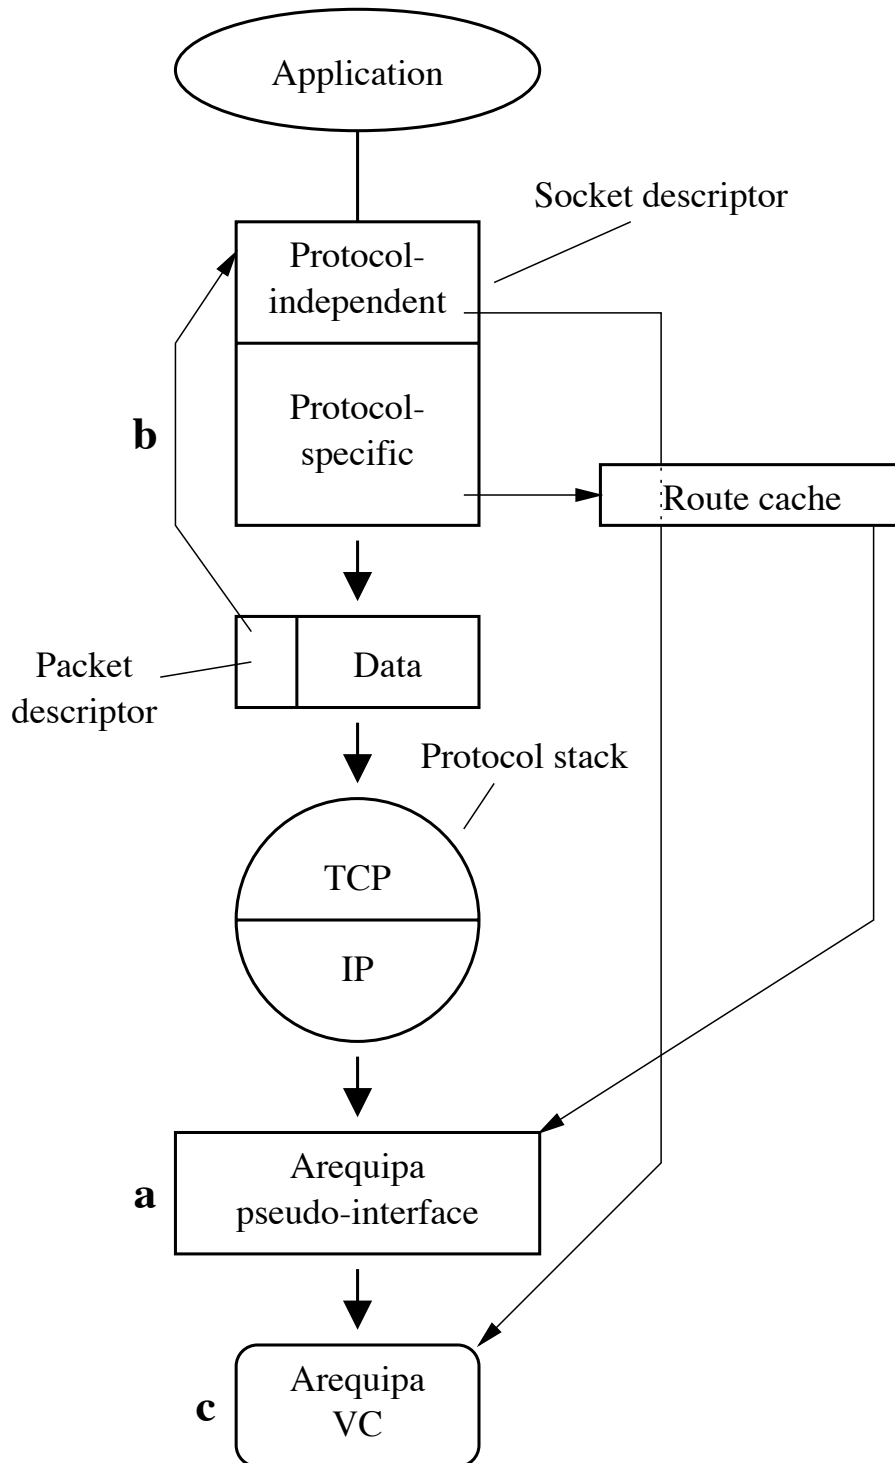 Application
Socket descriptor
Protocol-
independent
Protocol-
specific
b
Route cache
Packet
descriptor
Data
Protocol stack
TCP
IP
Arequipa
pseudo-interface
a
Arequipa
VC
c